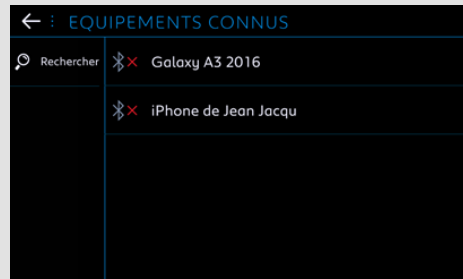 EQUIPEMENTS CONNUS
Rechercher
Galaxy A3 2016
iPhone de Jean Jacqu